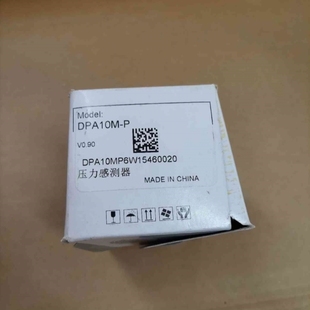 Model:
DPA10M-P
V0.90
DPA10MP6W15460020
压力感测器
MADE IN CHINA